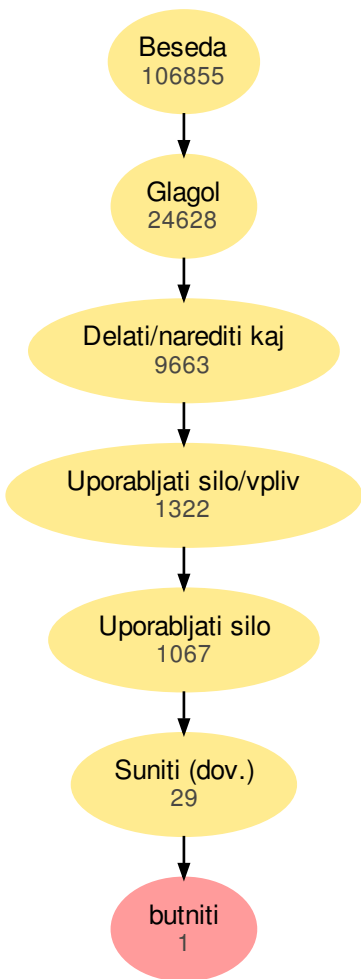 Beseda
106855
Glagol
24628
Delati/narediti kaj
9663
Uporabljati silo/vpliv
1322
Uporabljati silo
1067
Suniti (dov.)
29
butniti
1